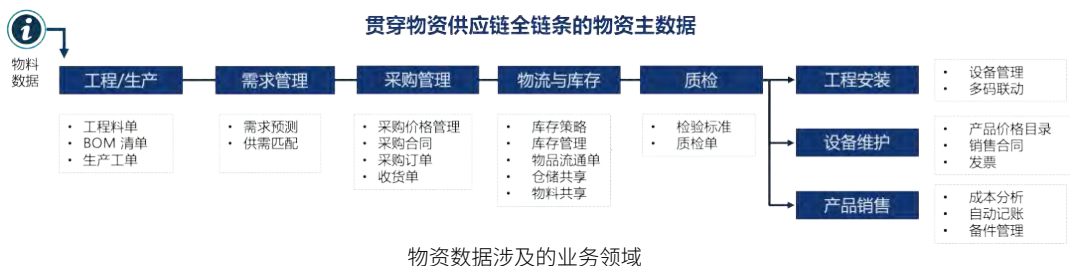 贯穿物资供应链全链条的物资主数据
i
物料
数据
工程/生产
需求管理
采购管理
物流与库存
质检
工程安装
• 设备管理
• 多码联动
• 工程料单
• BOM 清单
• 生产工单
• 需求预测
• 供需匹配
• 采购价格管理
• 采购合同
• 采购订单
• 收货单
• 库存策略
• 库存管理
• 物品流通单
• 仓储共享
• 物料共享
• 检验标准
• 质检单
设备维护
• 产品价格目录
• 销售合同
• 发票
产品销售
• 成本分析
• 自动记账
• 备件管理
物资数据涉及的业务领域